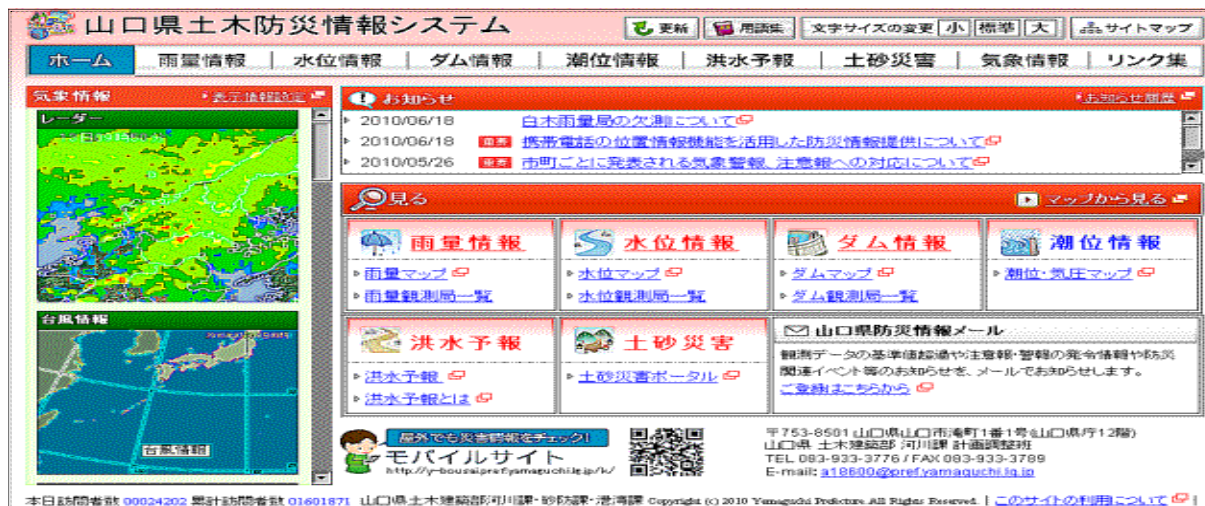 山口県土木防災情報システム
更新 用語集 文字サイズの変更 小 標準 大 サイトマップ
ホーム 雨量情報 水位情報 ダム情報 潮位情報 洪水予報 土砂災害 気象情報 リンク集
気象情報 表示情報設定
レーダー
台風情報
台風情報
お知らせ お知らせ履歴
2010/06/18 白木雨量局の欠測について
2010/06/18 重要 携帯電話の位置情報機能を活用した防災情報提供について
2010/05/26 重要 市町ごとに発表される気象警報、注意報への対応について
見る マップから見る
雨量情報 水位情報 ダム情報 潮位情報
雨量マップ 水位マップ ダムマップ 潮位・気圧マップ
雨量観測局一覧 水位観測局一覧 ダム観測局一覧
洪水予報 土砂災害
洪水予報 土砂災害ポータル
洪水予報とは
山口県防災情報メール
観測データの基準値超過や注意報・警報の発令情報や防災
関連イベント等のお知らせを、メールでお知らせします。
ご登録はこちらから
屋外でも災害情報をチェック!
モバイルサイト
http://y-bousai.pref.yamaguchi.lg.jp/k/
〒753-8501 山口県山口市滝町1番1号(山口県庁12階)
山口県 土木建築部 河川課 計画調整班
TEL 083-933-3776 / FAX 083-933-3789
E-mail: a18600@pref.yamaguchi.lg.jp
本日訪問者数 00024202 累計訪問者数 01601871 山口県土木建築部河川課・砂防課・港湾課 Copyright (c) 2010 Yamaguchi Prefecture. All Rights Reserved. | このサイトの利用について |